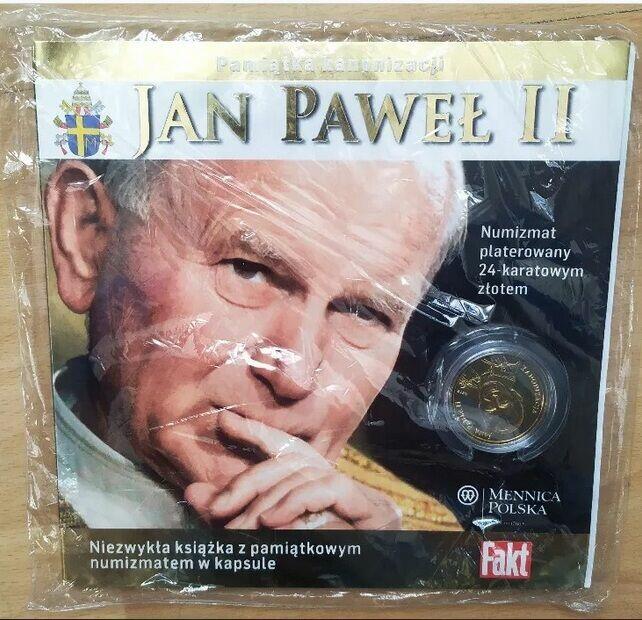 Pamiątka Kanonizacji
JAN PAWEŁ II
Numizmat
platerowany
24-karatowym
złotem
MENNICA
POLSKA
Niezwykła książka z pamiątkowym
numizmatem w kapsule
Fakt